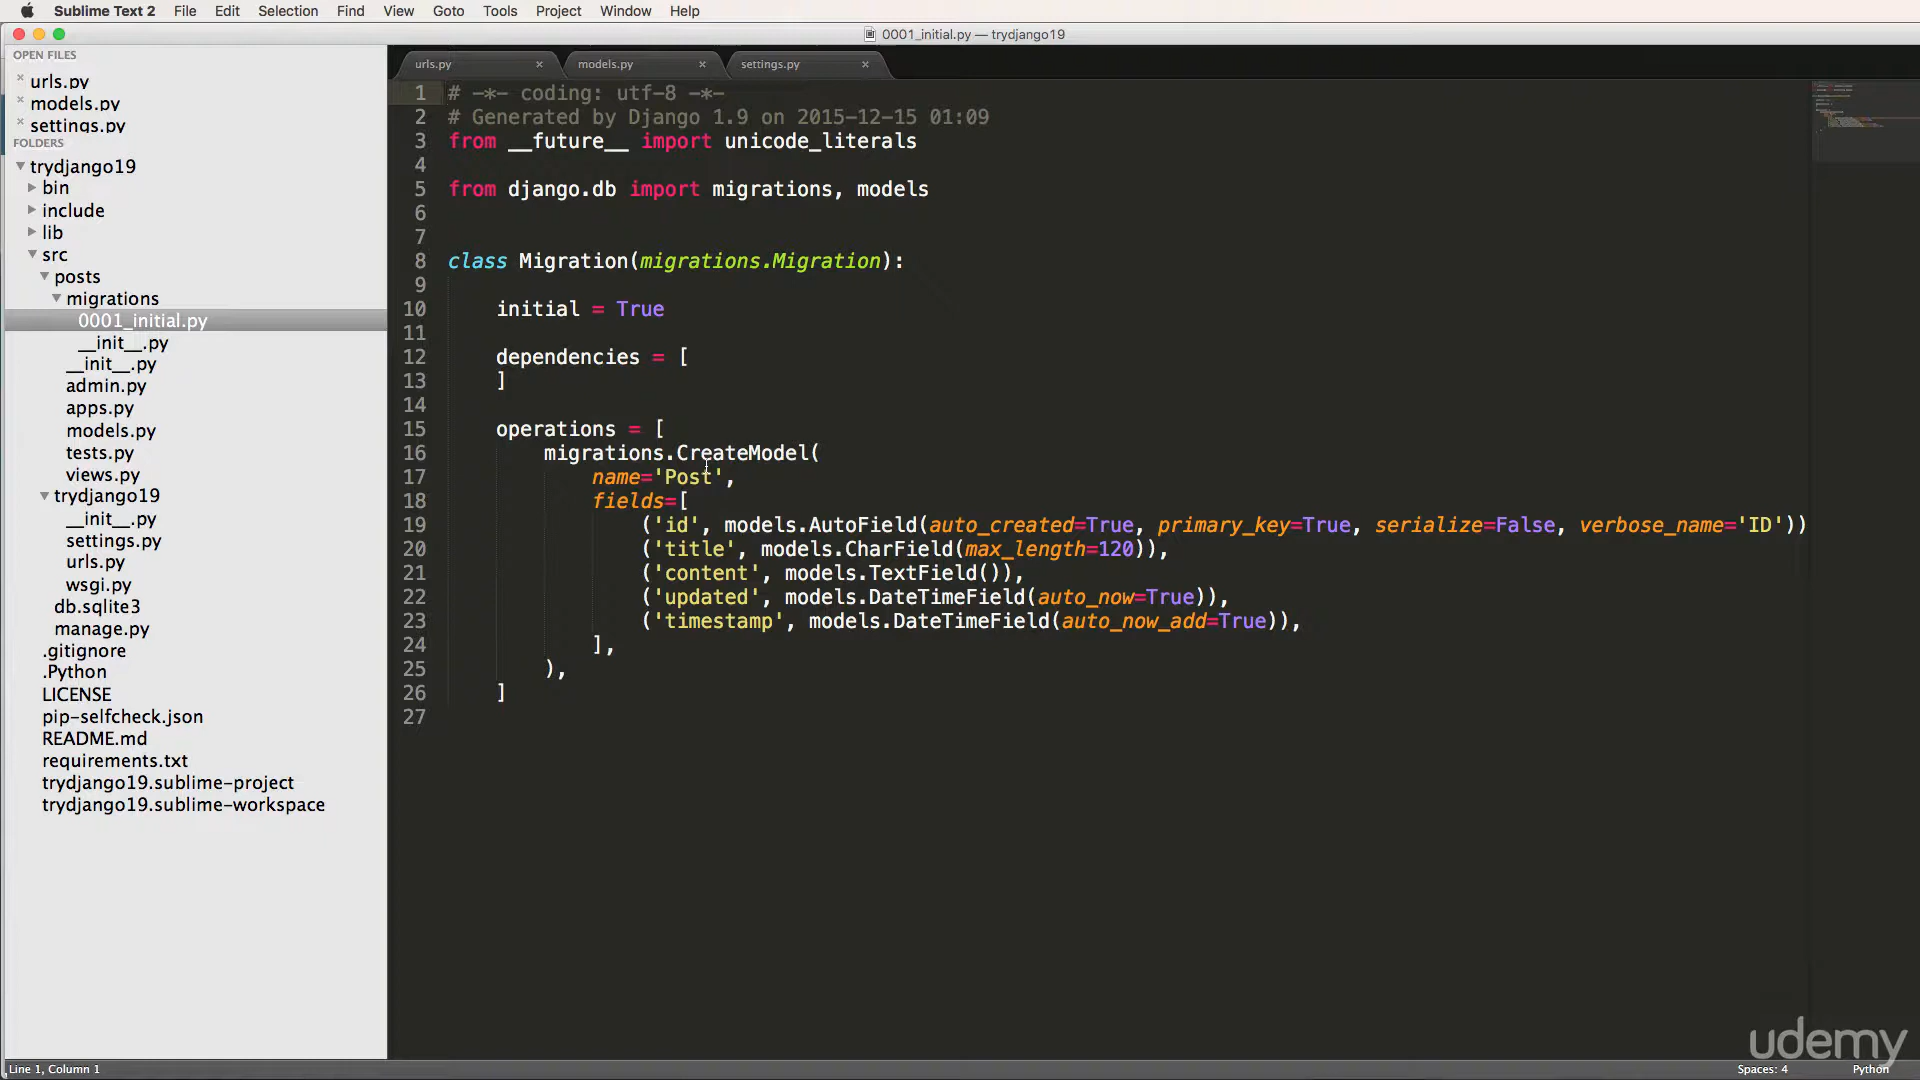 Sublime Text 2 File Edit Selection Find View Goto Tools Project Window Help
0001_initial.py — trydjango19
OPEN FILES
urls.py
models.py
settings.py
FOLDERS
trydjango19
bin
include
lib
src
posts
migrations
0001_initial.py
__init__.py
__init__.py
admin.py
apps.py
models.py
tests.py
views.py
trydjango19
__init__.py
settings.py
urls.py
wsgi.py
db.sqlite3
manage.py
.gitignore
.Python
LICENSE
pip-selfcheck.json
README.md
requirements.txt
trydjango19.sublime-project
trydjango19.sublime-workspace
urls.py × models.py × settings.py ×
1 # -*- coding: utf-8 -*-
2 # Generated by Django 1.9 on 2015-12-15 01:09
3 from __future__ import unicode_literals
4
5 from django.db import migrations, models
6
7
8 class Migration(migrations.Migration):
9
10     initial = True
11
12     dependencies = [
13     ]
14
15     operations = [
16         migrations.CreateModel(
17             name='Post',
18             fields=[
19                 ('id', models.AutoField(auto_created=True, primary_key=True, serialize=False, verbose_name='ID'))
20                 ('title', models.CharField(max_length=120)),
21                 ('content', models.TextField()),
22                 ('updated', models.DateTimeField(auto_now=True)),
23                 ('timestamp', models.DateTimeField(auto_now_add=True)),
24             ],
25         ),
26     ]
27
udemy
Line 1, Column 1 Spaces: 4 Python